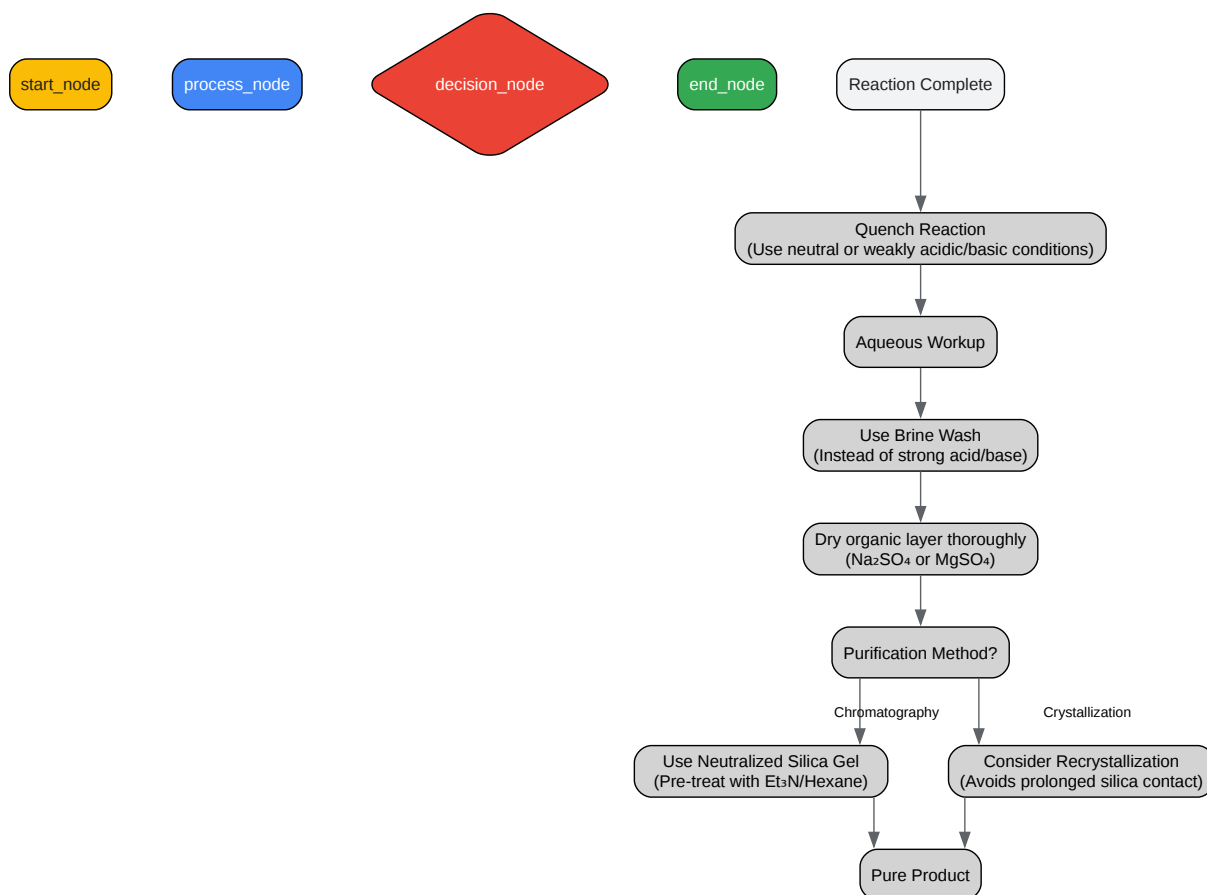 start_node
process_node
decision_node
end_node
Reaction Complete
Quench Reaction
(Use neutral or weakly acidic/basic conditions)
Aqueous Workup
Use Brine Wash
(Instead of strong acid/base)
Dry organic layer thoroughly
(Na₂SO₄ or MgSO₄)
Purification Method?
Chromatography
Crystallization
Use Neutralized Silica Gel
(Pre-treat with Et₃N/Hexane)
Consider Recrystallization
(Avoids prolonged silica contact)
Pure Product